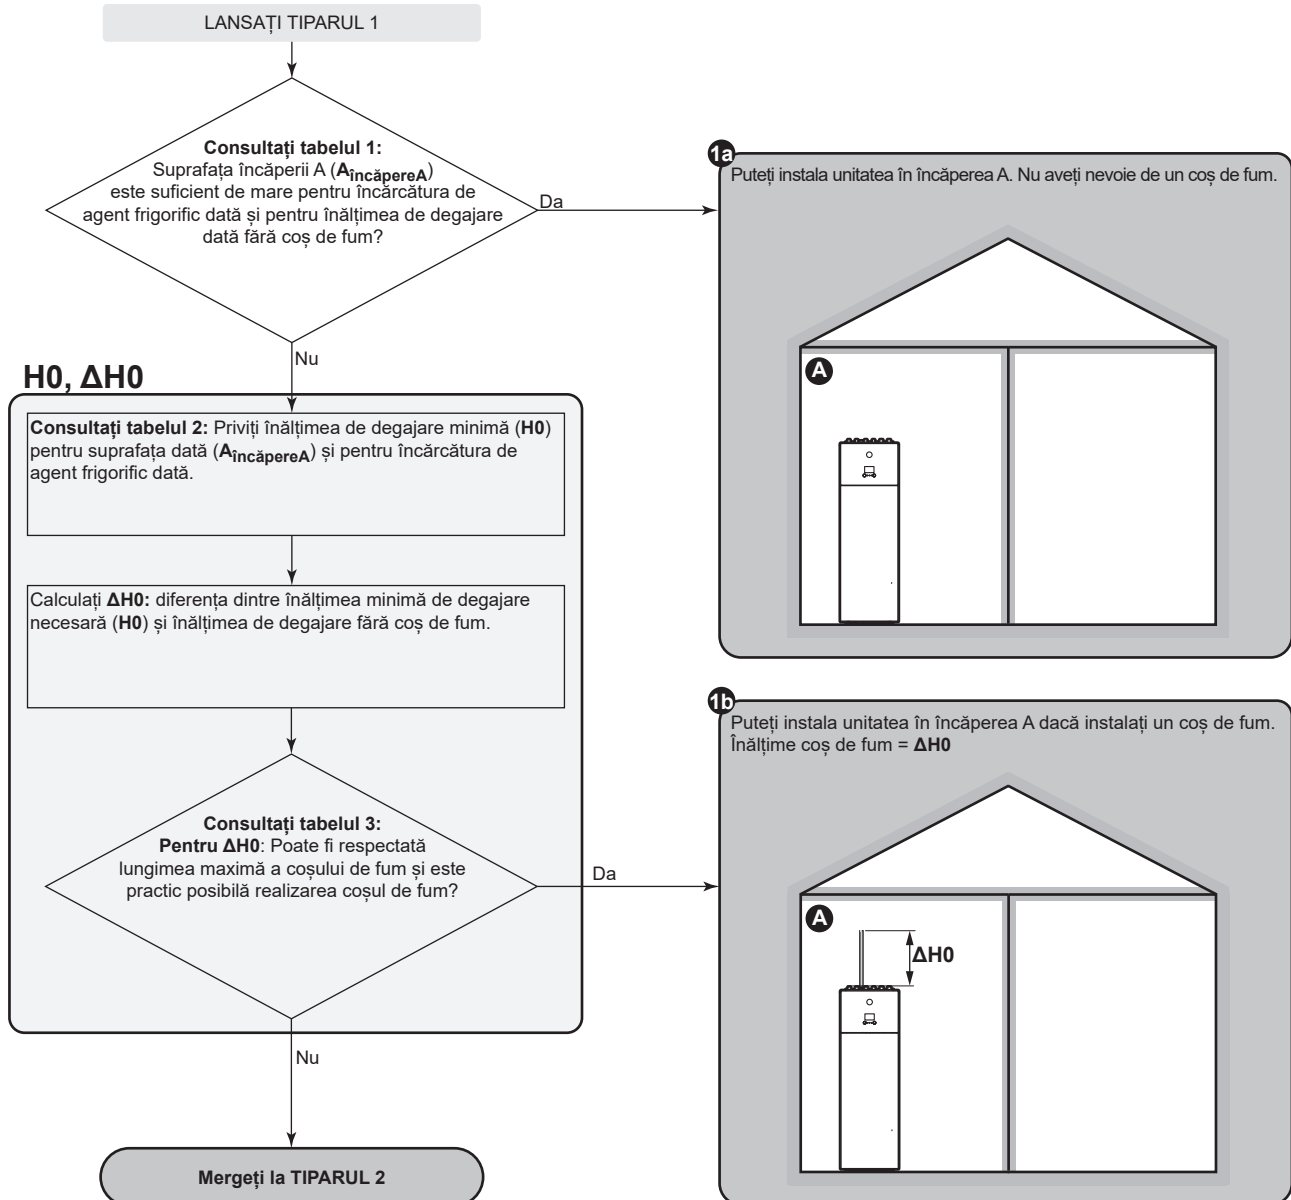 LANSAȚI TIPARUL 1
Consultați tabelul 1:
Suprafața încăperii A (AîncăpereA)
este suficient de mare pentru încărcătura de
agent frigorific dată și pentru înălțimea de degajare
dată fără coș de fum?
Da
Nu
1a
Puteți instala unitatea în încăperea A. Nu aveți nevoie de un coș de fum.
A
H0, ΔH0
Consultați tabelul 2: Priviți înălțimea de degajare minimă (H0)
pentru suprafața dată (AîncăpereA) și pentru încărcătura de
agent frigorific dată.
Calculați ΔH0: diferența dintre înălțimea minimă de degajare
necesară (H0) și înălțimea de degajare fără coș de fum.
Consultați tabelul 3:
Pentru ΔH0: Poate fi respectată
lungimea maximă a coșului de fum și este
practic posibilă realizarea coșul de fum?
Da
Nu
1b
Puteți instala unitatea în încăperea A dacă instalați un coș de fum.
Înălțime coș de fum = ΔH0
A
ΔH0
Mergeți la TIPARUL 2